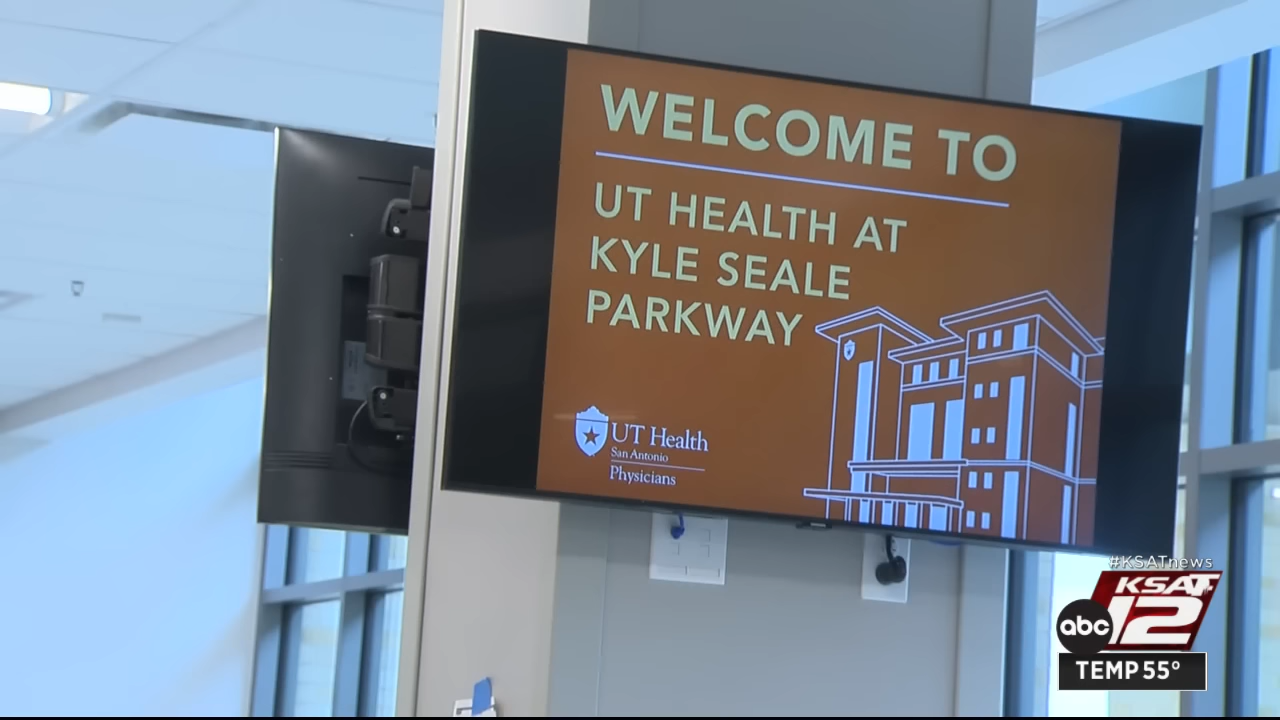 WELCOME TO
UT HEALTH AT
KYLE SEALE
PARKWAY
UT Health
San Antonio
Physicians
#KSATnews
KSAT
abc 12
TEMP 55°